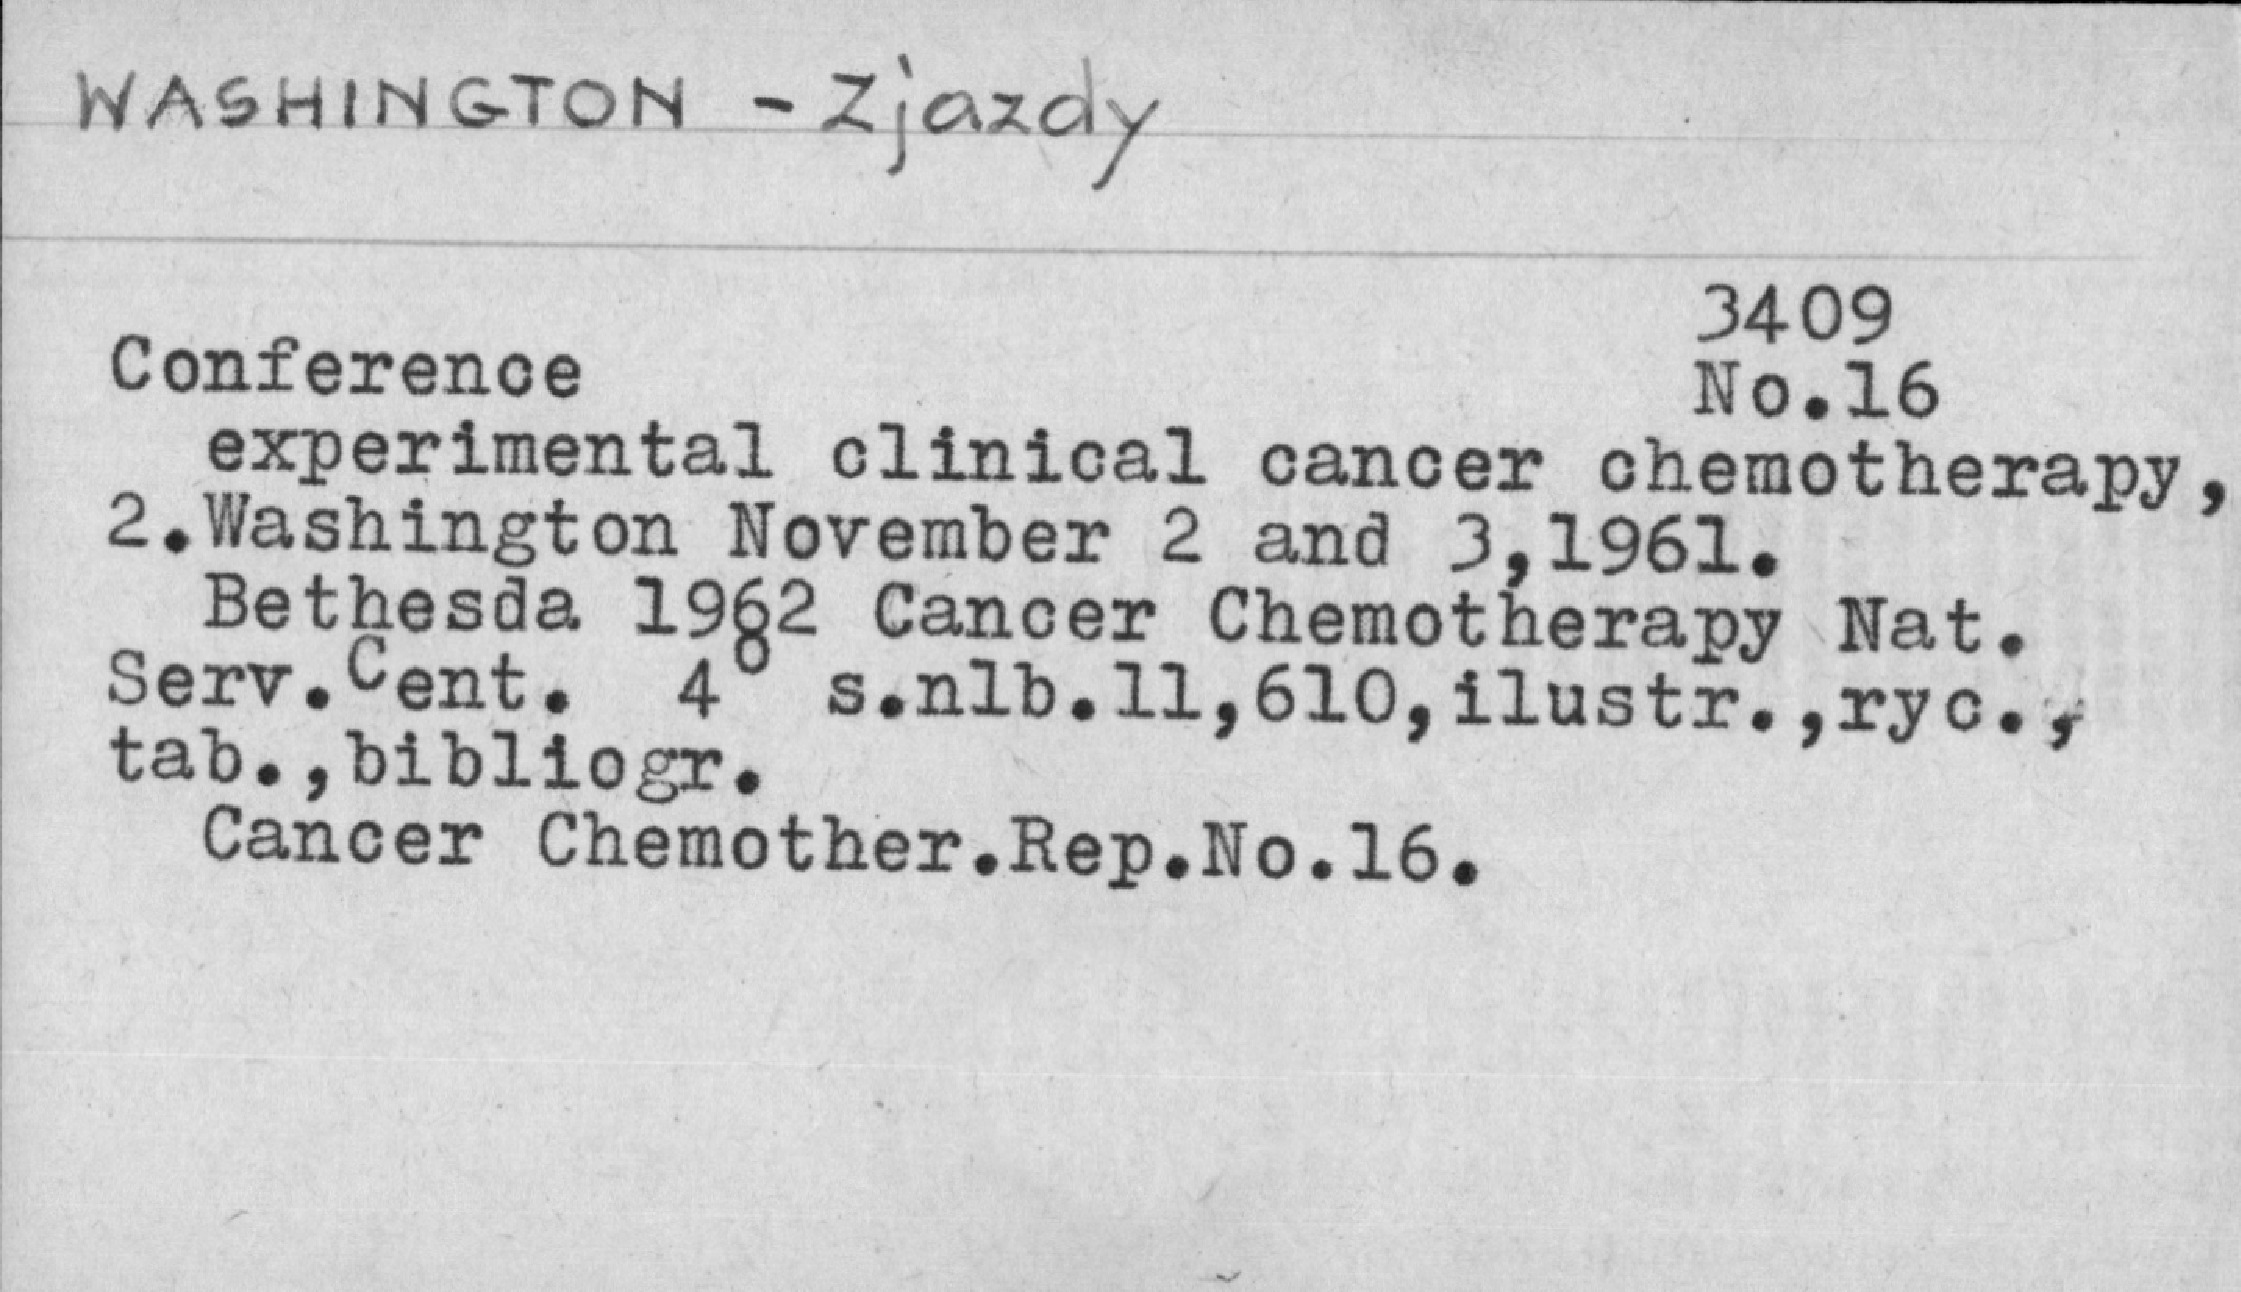 WASHINGTON - Zjazdy
3409
Conference
No.16
experimental clinical cancer chemotherapy,
2.Washington November 2 and 3,1961.
Bethesda 1962 Cancer Chemotherapy Nat.
Serv.Cent. 4° s.nlb.11,610,ilustr.,ryc.,
tab.,bibliogr.
Cancer Chemother.Rep.No.16.